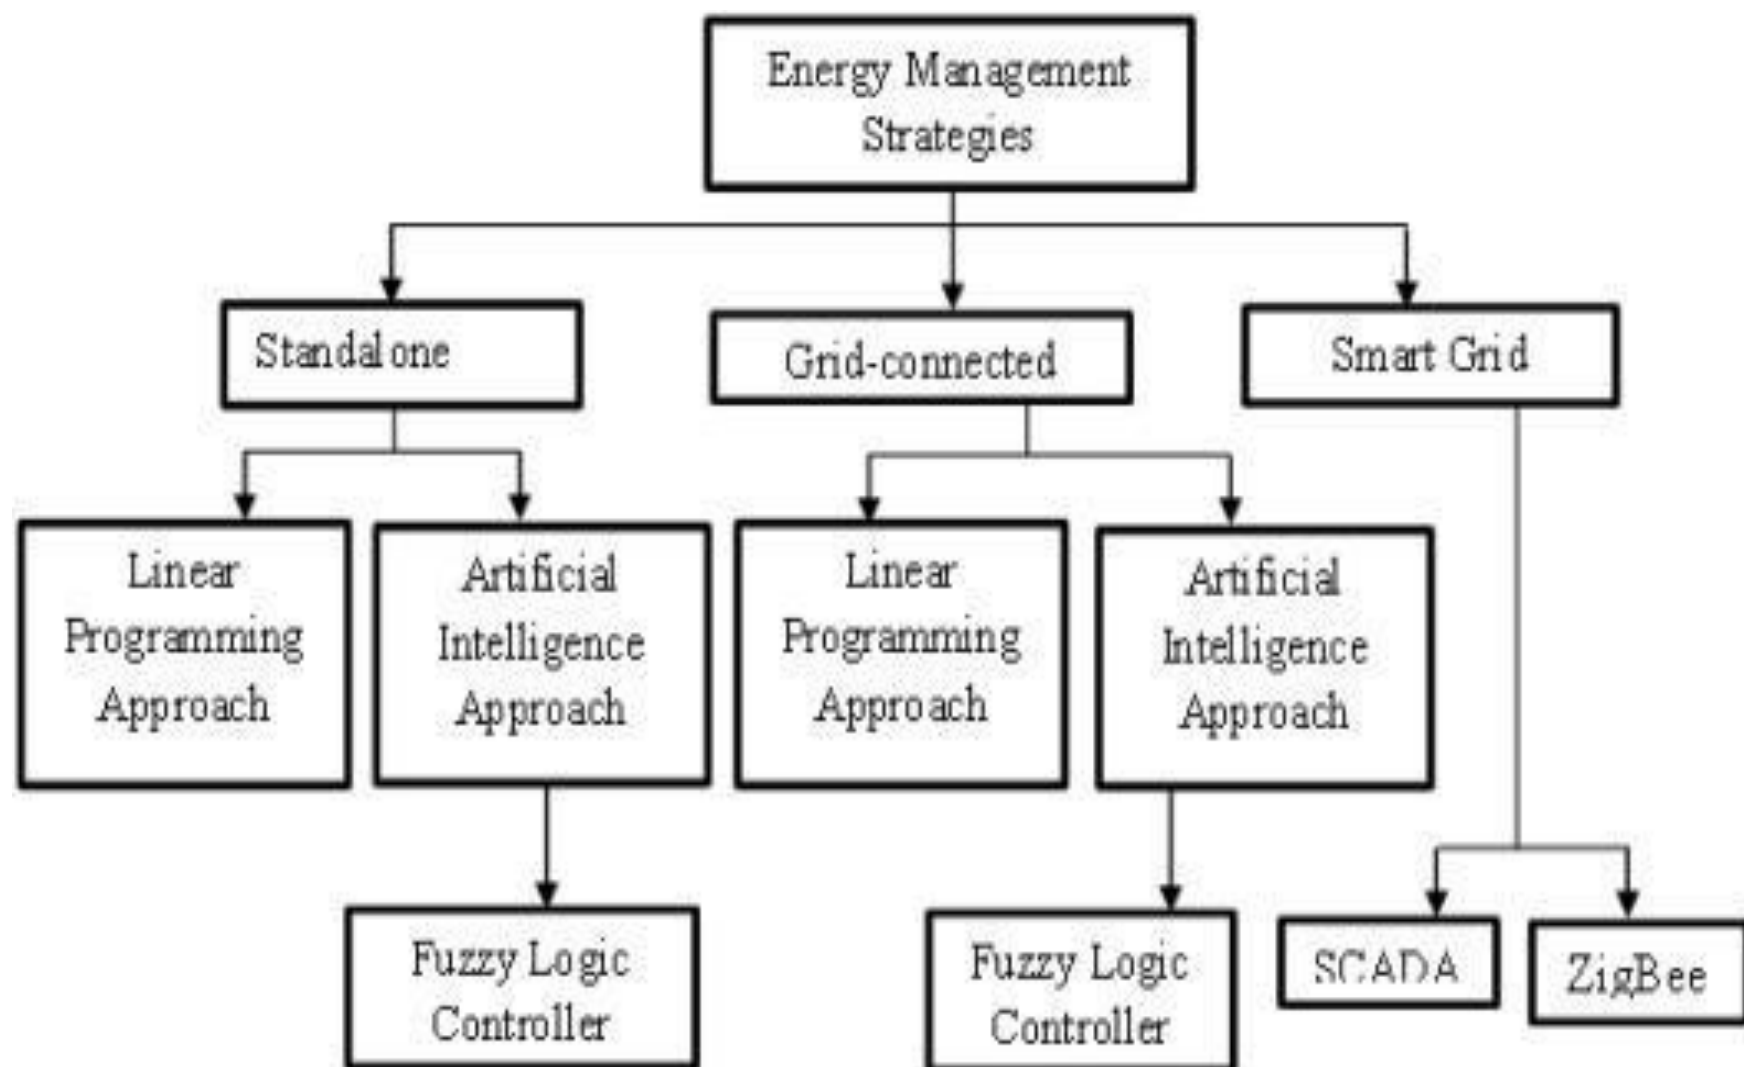 Energy Management
Strategies
Standalone
Grid-connected
Smart Grid
Linear
Programming
Approach
Artificial
Intelligence
Approach
Linear
Programming
Approach
Artificial
Intelligence
Approach
Fuzzy Logic
Controller
Fuzzy Logic
Controller
SCADA
ZigBee